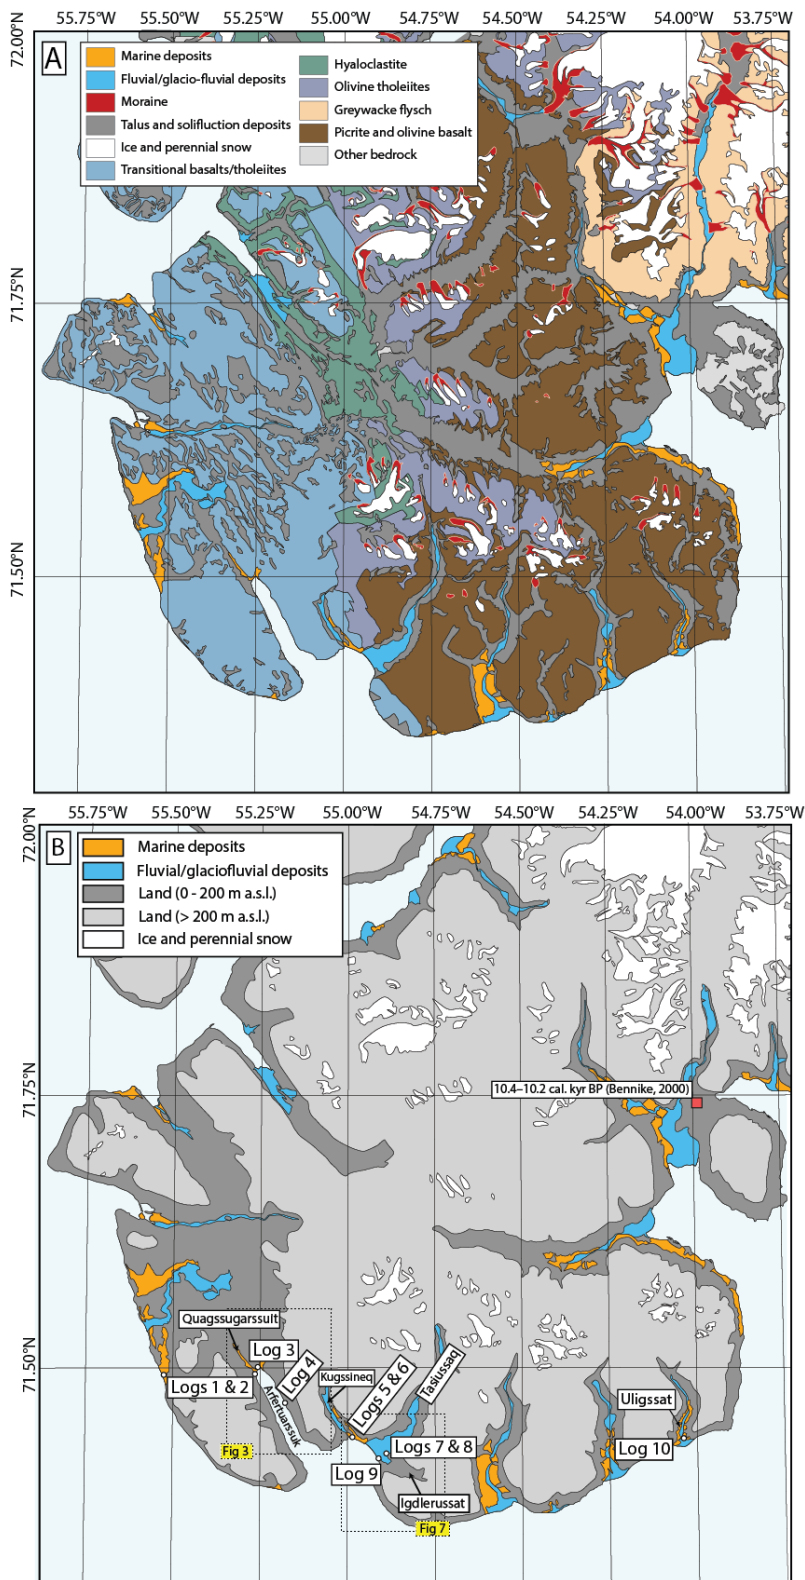 55.75°W 55.50°W 55.25°W 55.00°W 54.75°W 54.50°W 54.25°W 54.00°W 53.75°W
72.00°N
A
Marine deposits
Fluvial/glacio-fluvial deposits
Moraine
Talus and solifluction deposits
Ice and perennial snow
Transitional basalts/tholeiites
Hyaloclastite
Olivine tholeiites
Greywacke flysch
Picrite and olivine basalt
Other bedrock
71.75°N
71.50°N
55.75°W 55.50°W 55.25°W 55.00°W 54.75°W 54.50°W 54.25°W 54.00°W 53.75°W
72.00°N
B
Marine deposits
Fluvial/glaciofluvial deposits
Land (0 - 200 m a.s.l.)
Land (> 200 m a.s.l.)
Ice and perennial snow
71.75°N
10.4–10.2 cal. kyr BP (Bennike, 2000)
71.50°N
Quagssugarssuit
Log 3
Log 4
Logs 1 & 2
Arfertuarssuk
Kugssineq
Logs 5 & 6
Tasiussaq
Uligssat
Fig 3
Logs 7 & 8
Log 10
Log 9
Igdlerussat
Fig 7